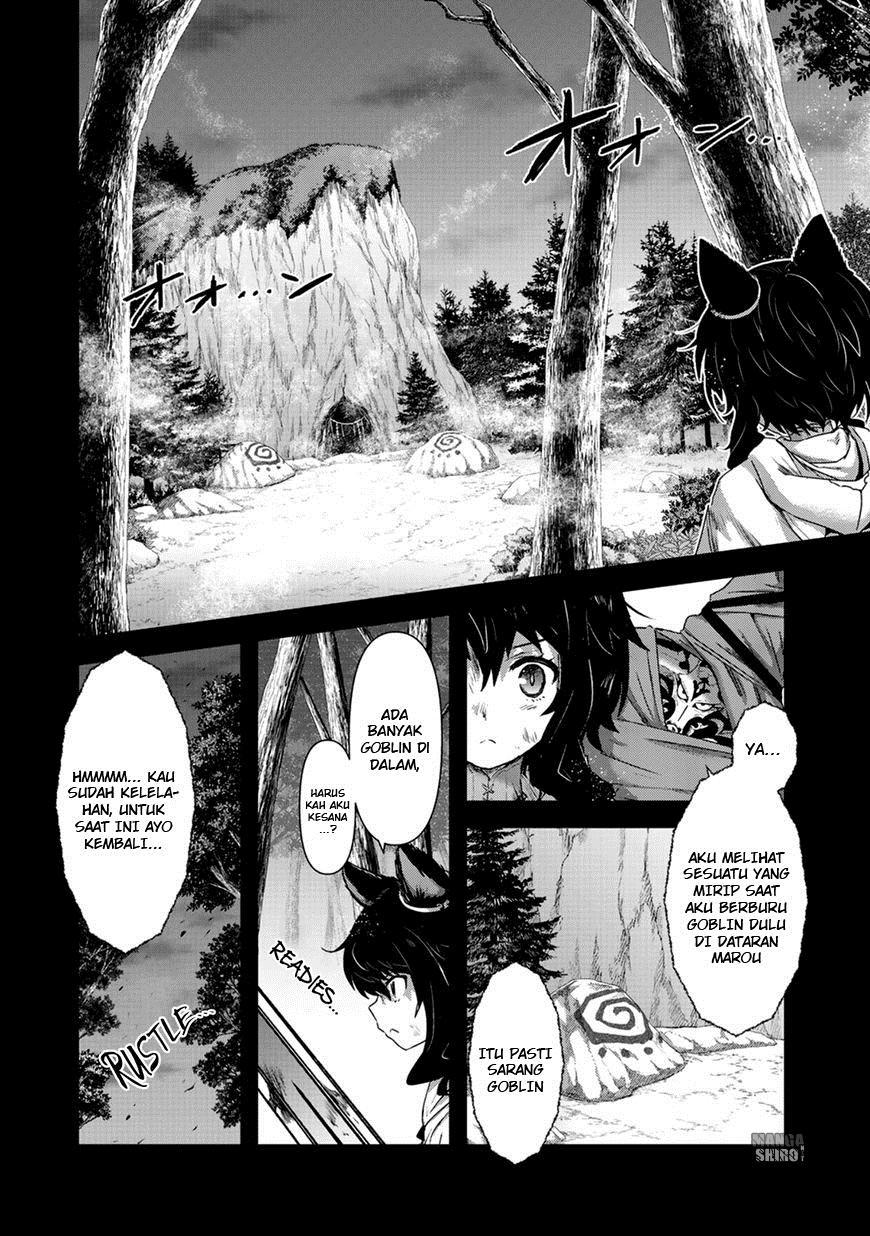 オォ…ン…
オォ…ン
YA...
AKU MELIHAT
SESUATU YANG
MIRIP SAAT
AKU BERBURU
GOBLIN DULU
DI DATARAN
MAROU
ITU PASTI
SARANG
GOBLIN
ADA
BANYAK
GOBLIN DI
DALAM,
HARUS
KAH AKU
KESANA
...?
READIES...
HMMMM... KAU
SUDAH KELELA-
HAN, UNTUK
SAAT INI AYO
KEMBALI...
RUSTLE...
MANGA
SHIRO